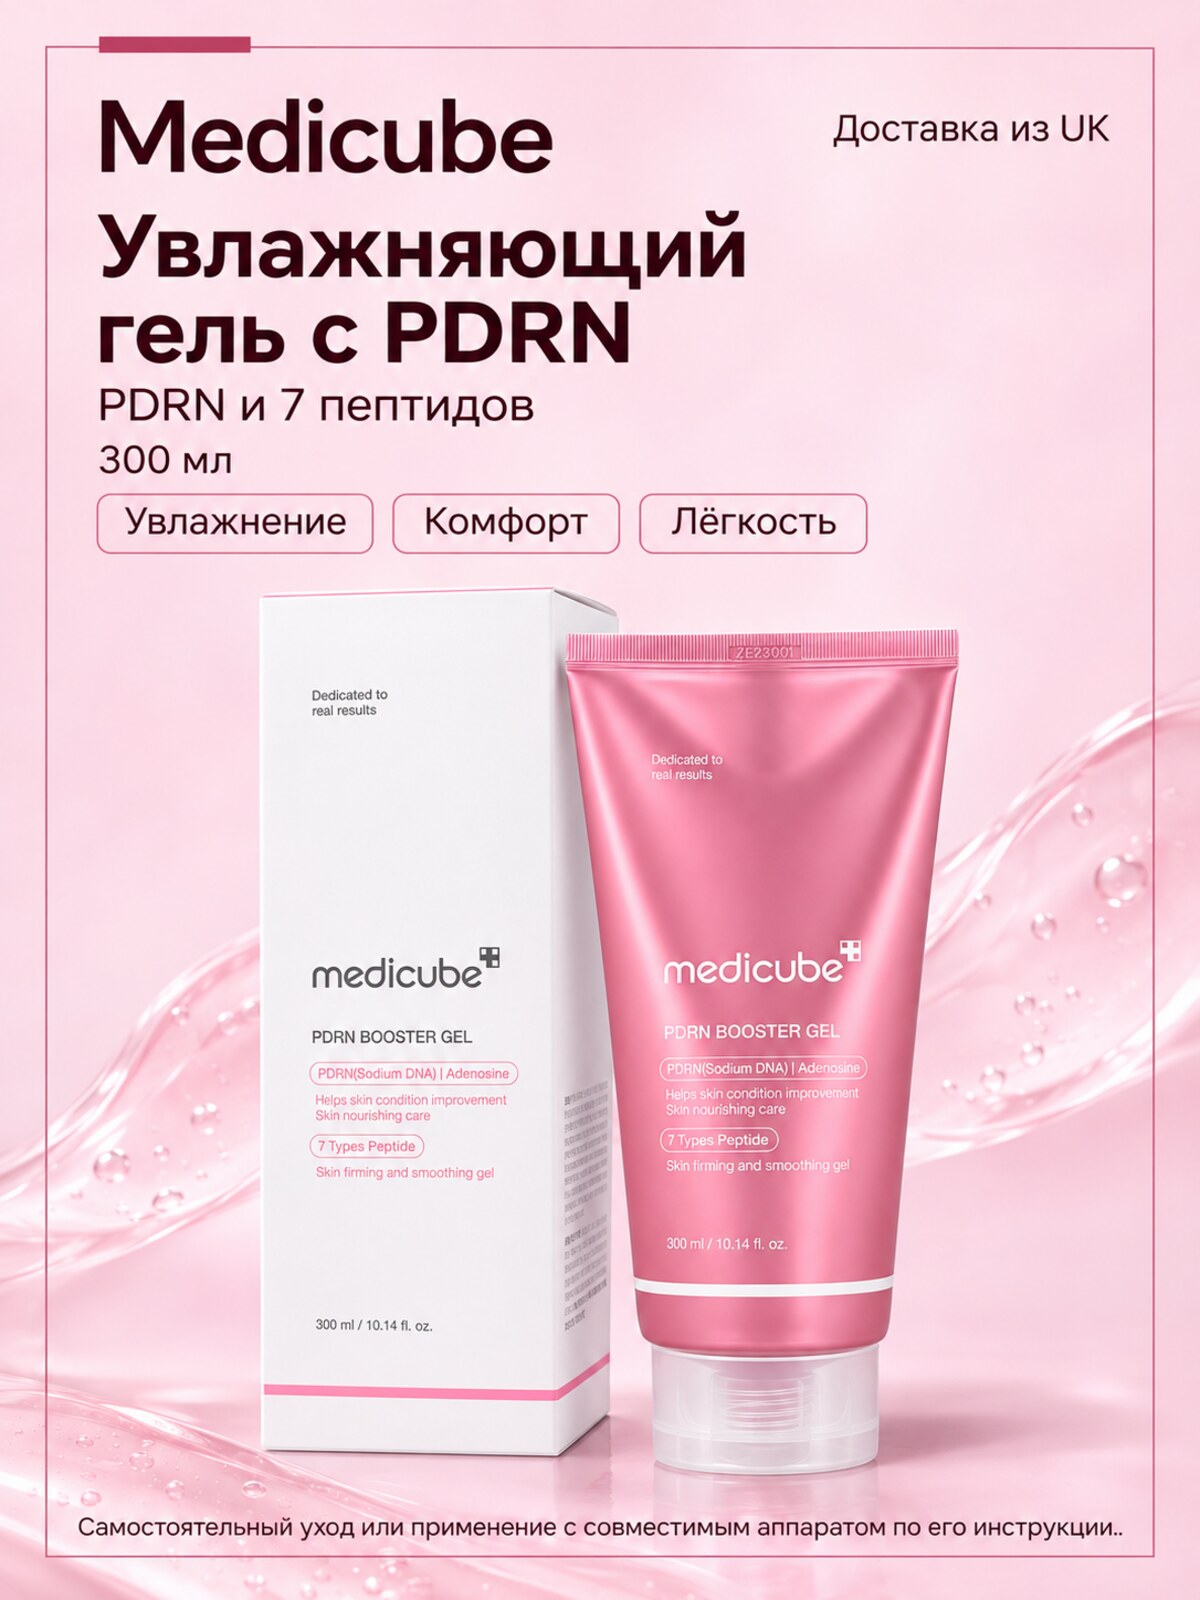 Medicube
Доставка из UK
Увлажняющий
гель с PDRN
PDRN и 7 пептидов
300 мл
Увлажнение
Комфорт
Лёгкость
Dedicated to
real results
medicube
PDRN BOOSTER GEL
PDRN(Sodium DNA) | Adenosine
Helps skin condition improvement
Skin nourishing care
7 Types Peptide
Skin firming and smoothing gel
300 ml / 10.14 fl. oz.
ZE23001
Dedicated to
real results
medicube
PDRN BOOSTER GEL
PDRN(Sodium DNA) | Adenosine
Helps skin condition improvement
Skin nourishing care
7 Types Peptide
Skin firming and smoothing gel
300 ml / 10.14 fl. oz.
Самостоятельный уход или применение с совместимым аппаратом по его инструкции..